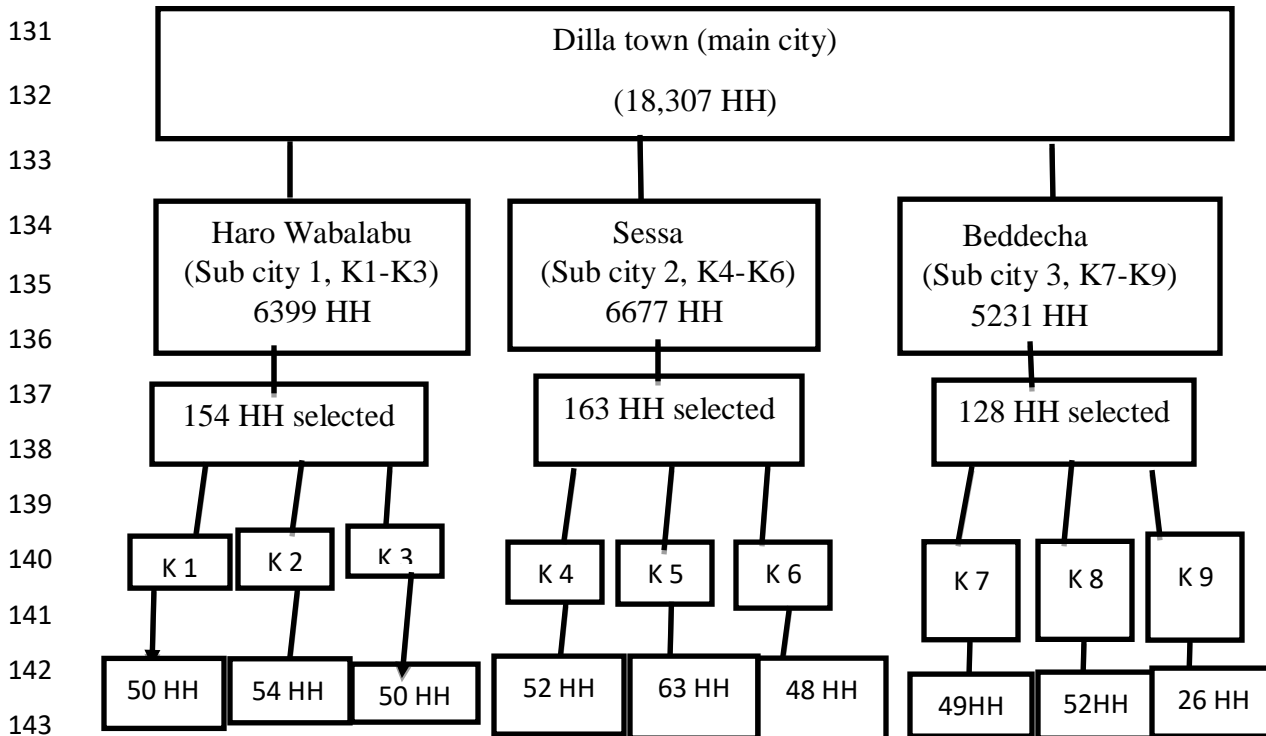 131
Dilla town (main city)
132
(18,307 HH)
133
134
Haro Wabalabu
(Sub city 1, K1-K3)
6399 HH
Sessa
(Sub city 2, K4-K6)
6677 HH
Beddecha
(Sub city 3, K7-K9)
5231 HH
135
136
137
154 HH selected
163 HH selected
128 HH selected
138
139
140
K 1
K 2
K 3
K 4
K 5
K 6
K 7
K 8
K 9
141
142
50 HH
54 HH
50 HH
52 HH
63 HH
48 HH
49HH
52HH
26 HH
143